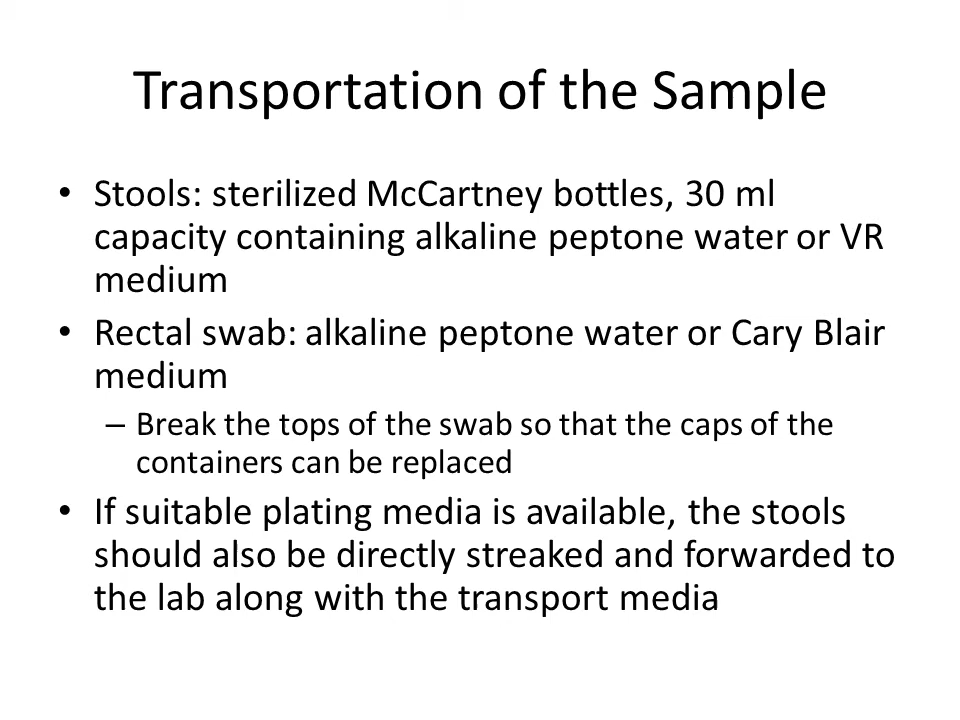 Transportation of the Sample
• Stools: sterilized McCartney bottles, 30 ml
capacity containing alkaline peptone water or VR
medium
• Rectal swab: alkaline peptone water or Cary Blair
medium
– Break the tops of the swab so that the caps of the
containers can be replaced
• If suitable plating media is available, the stools
should also be directly streaked and forwarded to
the lab along with the transport media